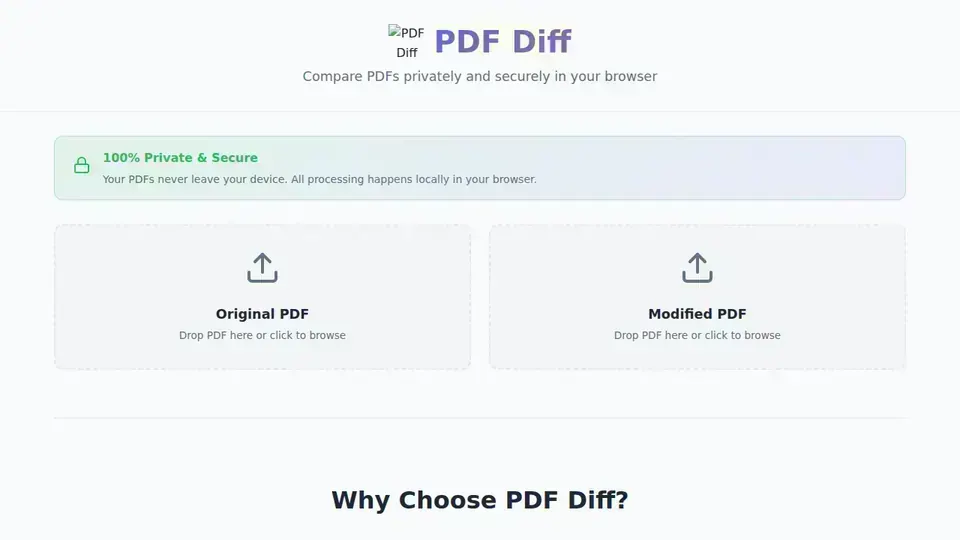 PDF
Diff
PDF Diff
Compare PDFs privately and securely in your browser
100% Private & Secure
Your PDFs never leave your device. All processing happens locally in your browser.
Original PDF
Drop PDF here or click to browse
Modified PDF
Drop PDF here or click to browse
Why Choose PDF Diff?